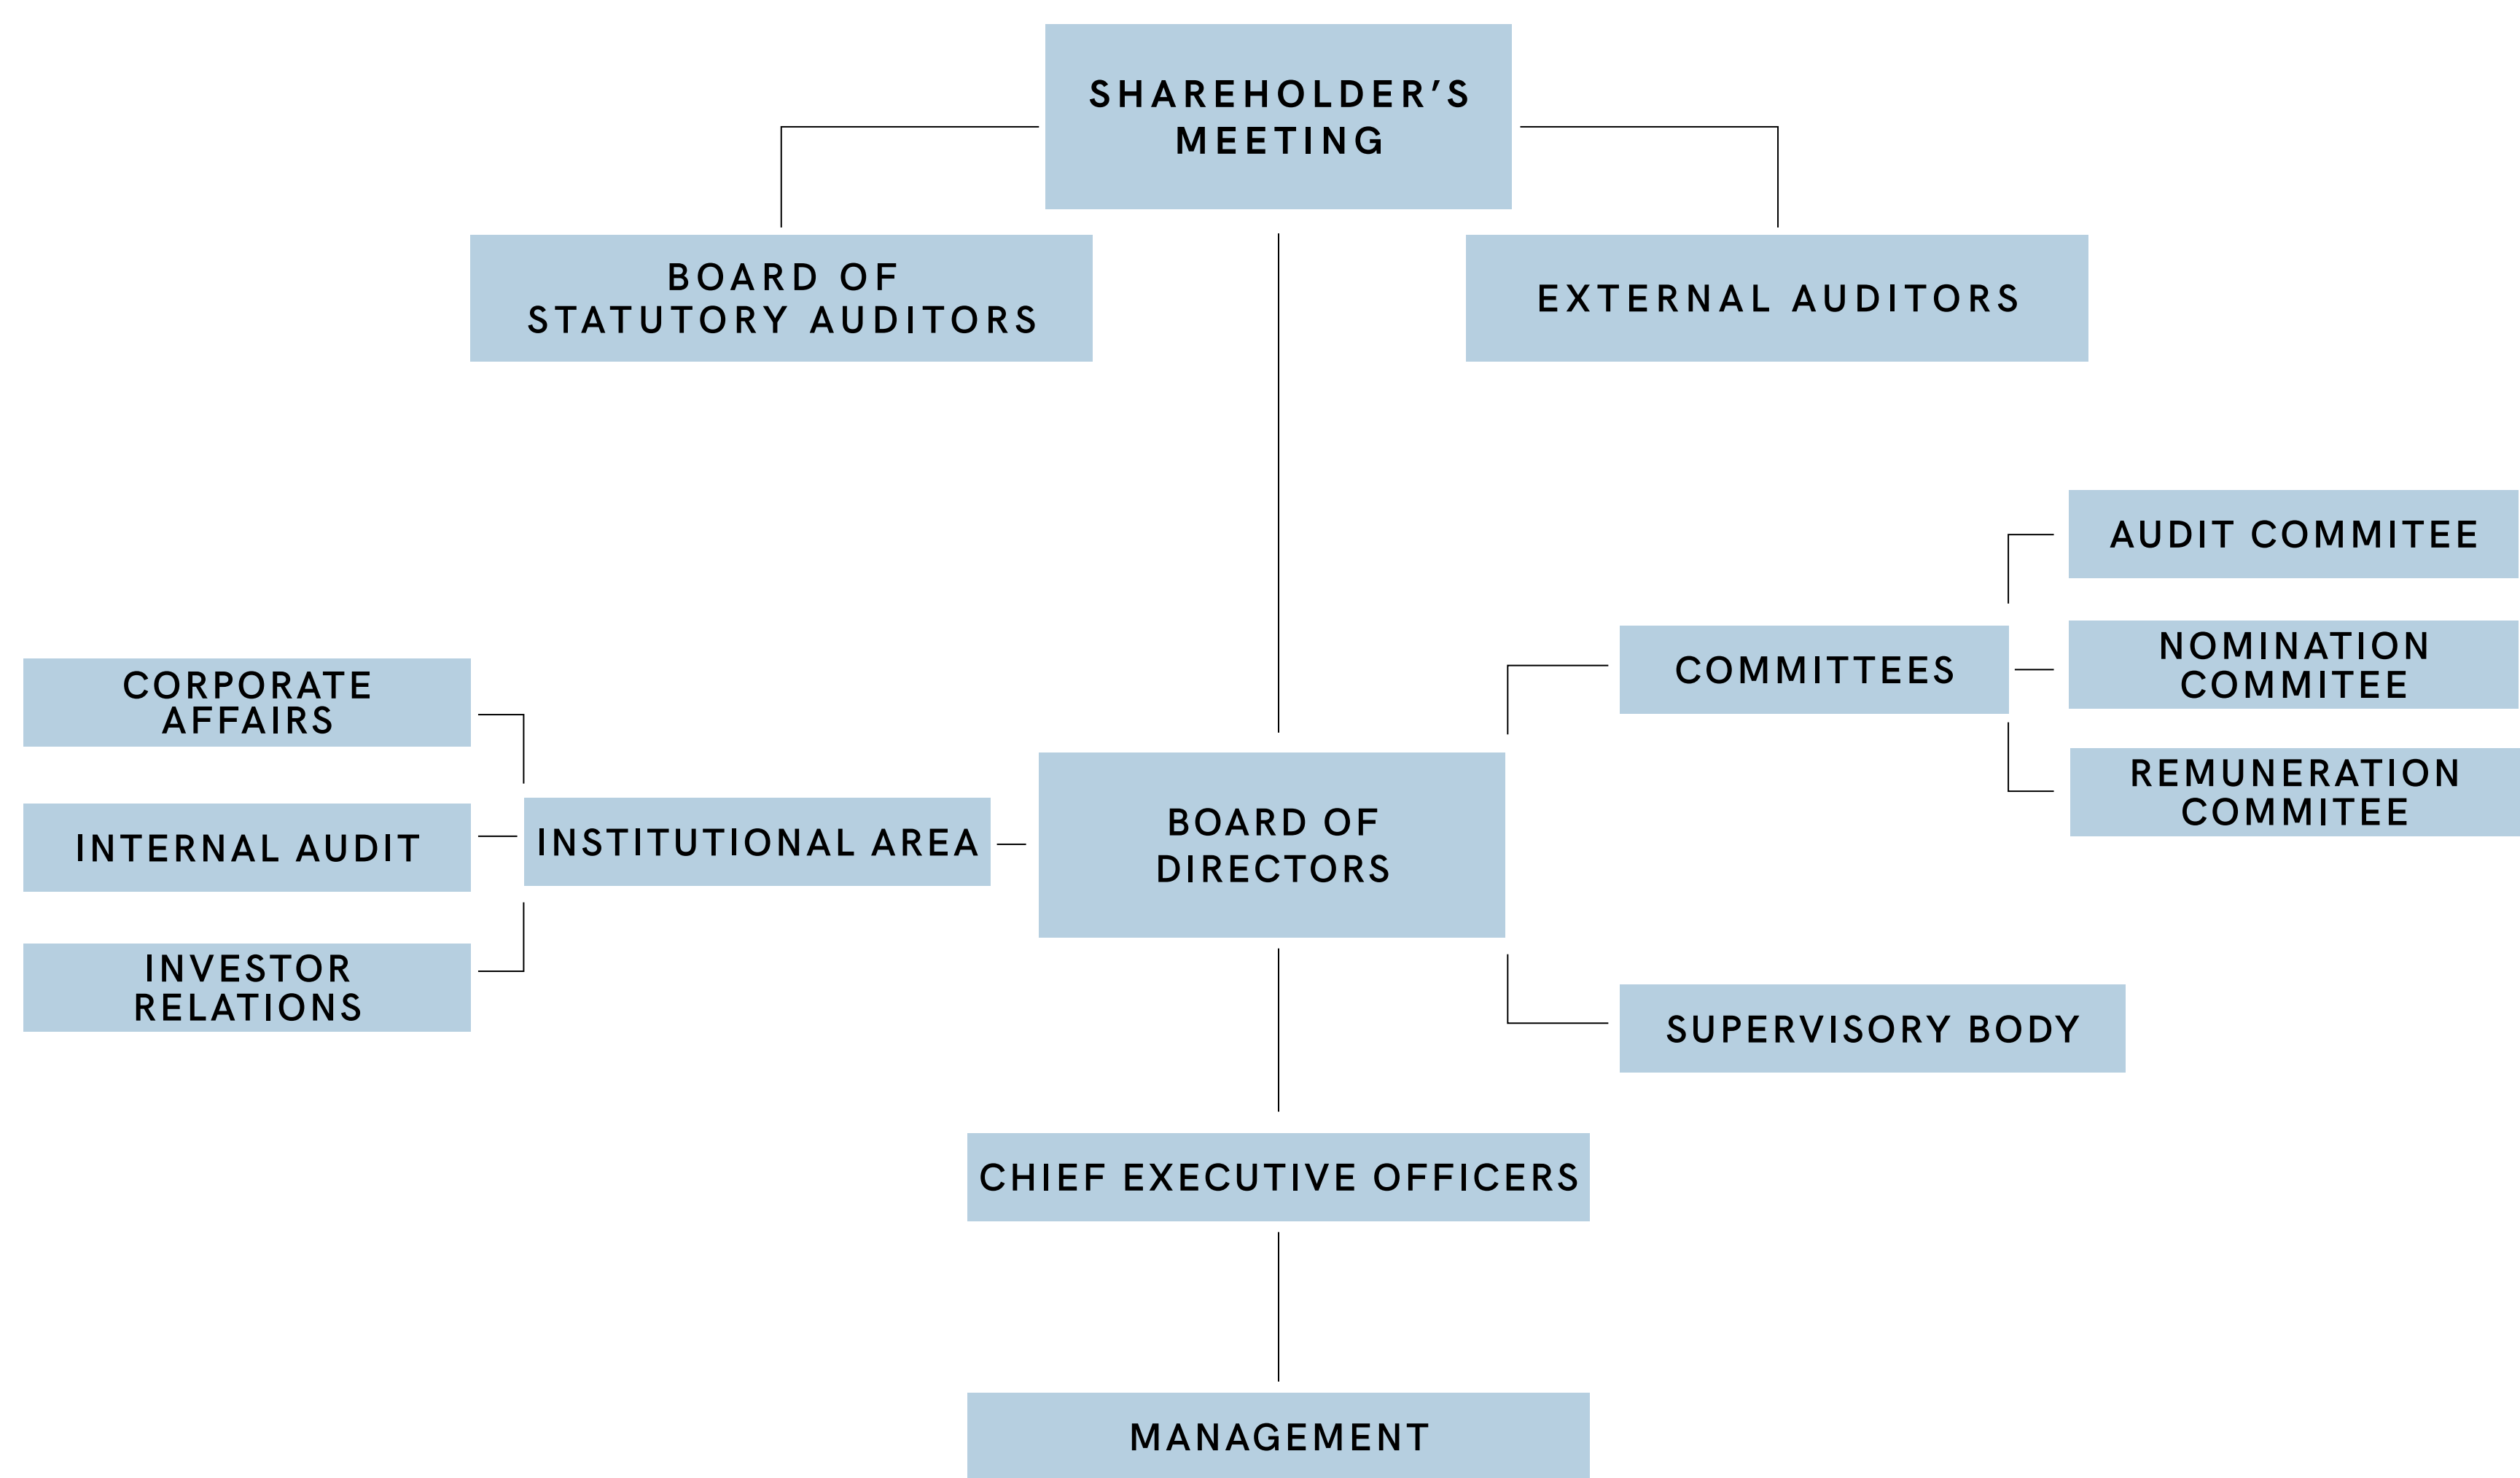 SHAREHOLDER’S
MEETING
BOARD OF
STATUTORY AUDITORS
EXTERNAL AUDITORS
AUDIT COMMITEE
COMMITTEES
NOMINATION
COMMITEE
REMUNERATION
COMMITEE
CORPORATE
AFFAIRS
INTERNAL AUDIT
INSTITUTIONAL AREA
BOARD OF
DIRECTORS
INVESTOR
RELATIONS
SUPERVISORY BODY
CHIEF EXECUTIVE OFFICERS
MANAGEMENT